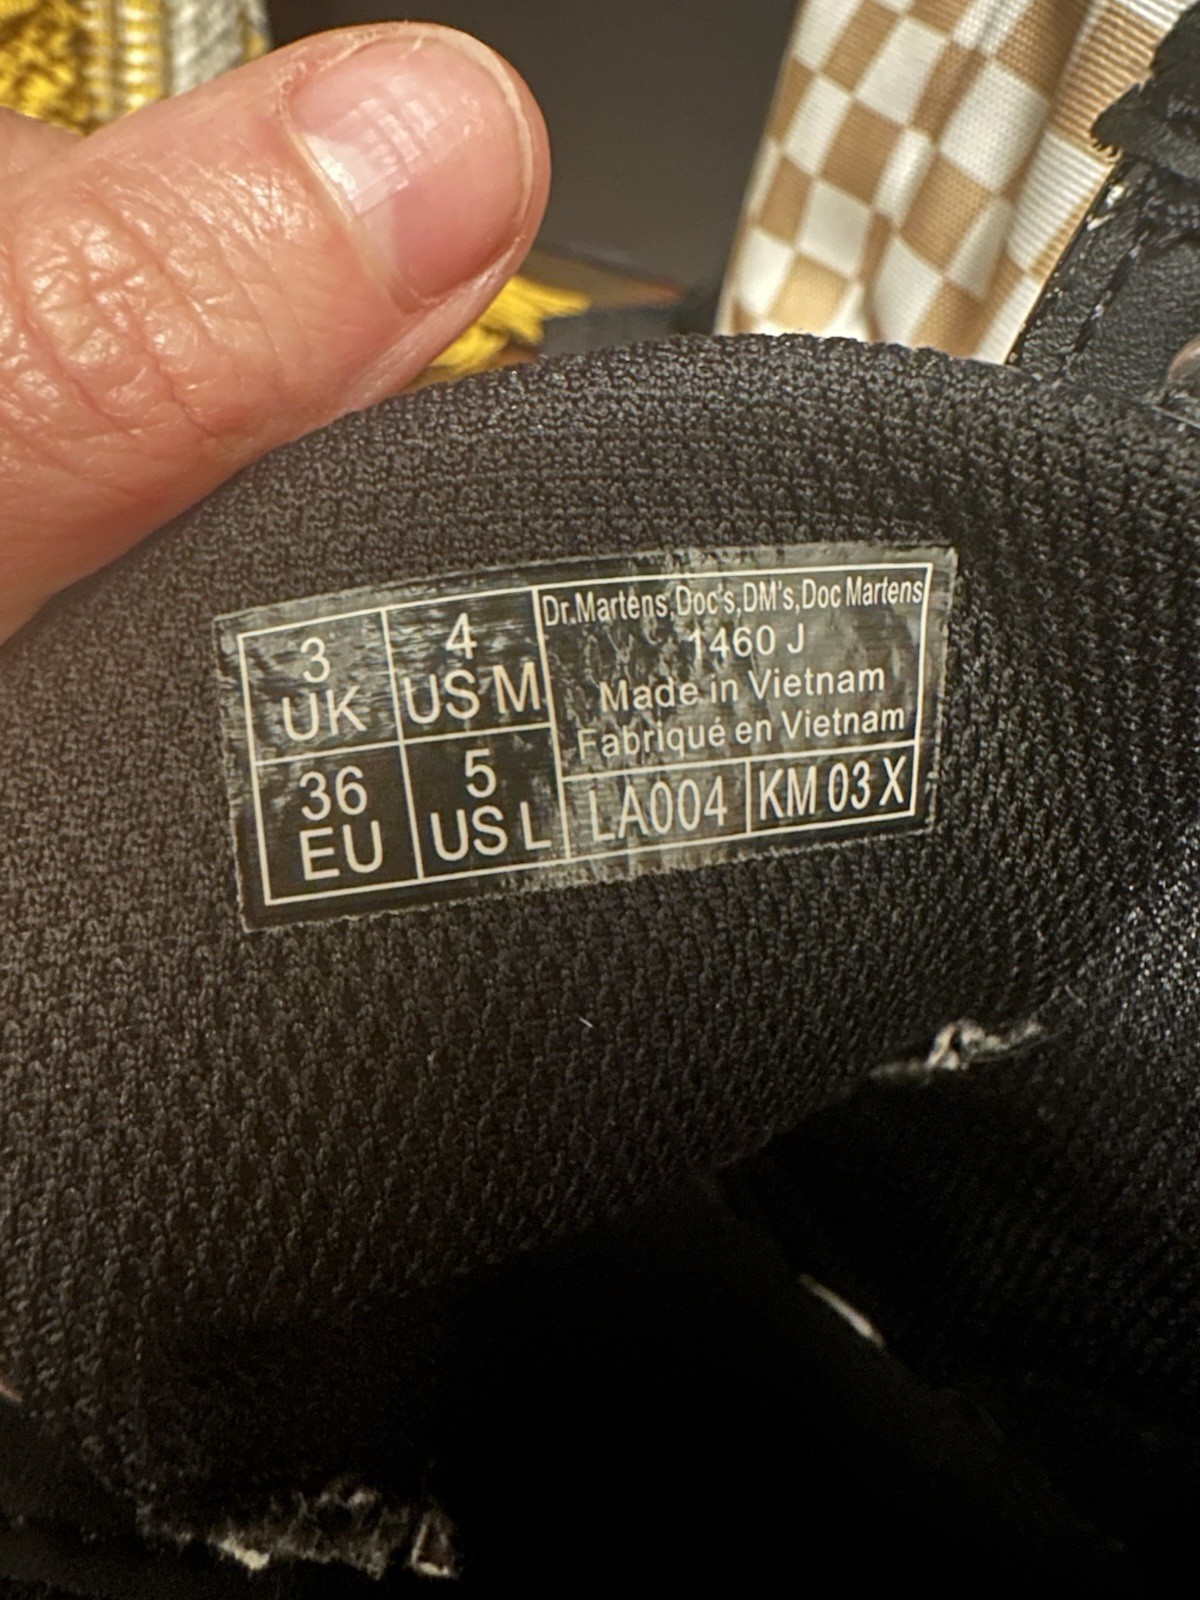 3
UK
4
US M
36
EU
5
US L
Dr.Martens,Doc's,DM's,Doc Martens
1460 J
Made in Vietnam
Fabriqué en Vietnam
LA004
KM 03 X